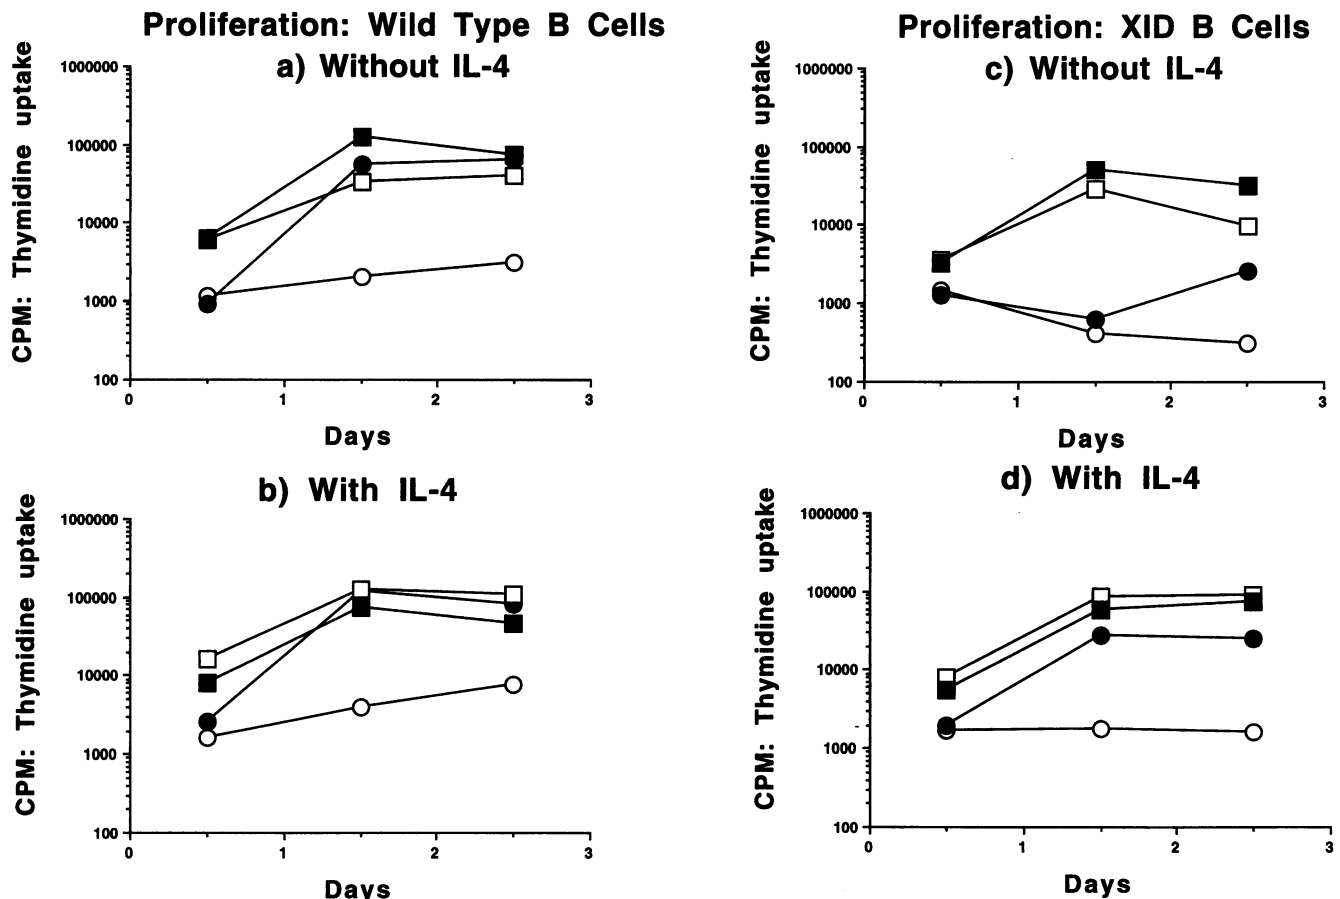 Proliferation: Wild Type B Cells
a) Without IL-4
CPM: Thymidine uptake
1000000
100000
10000
1000
100
0
1
2
3
Days
Proliferation: XID B Cells
c) Without IL-4
CPM: Thymidine uptake
1000000
100000
10000
1000
100
0
1
2
3
Days
b) With IL-4
CPM: Thymidine uptake
1000000
100000
10000
1000
100
0
1
2
3
Days
d) With IL-4
CPM: Thymidine uptake
1000000
100000
10000
1000
100
0
1
2
3
Days